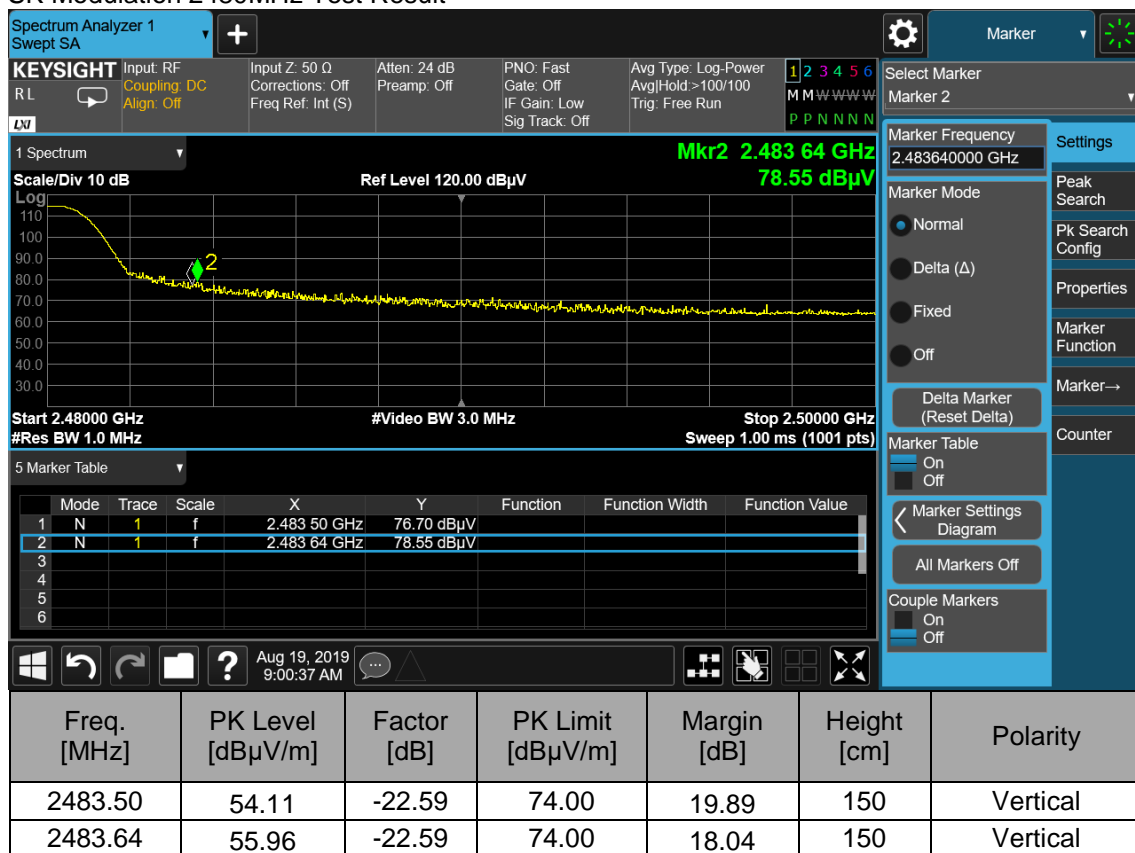 Spectrum Analyzer 1
Swept SA
+
Marker
KEYSIGHT
R L
LXI
Input: RF
Coupling: DC
Align: Off
Input Z: 50 Ω
Corrections: Off
Freq Ref: Int (S)
Atten: 24 dB
Preamp: Off
PNO: Fast
Gate: Off
IF Gain: Low
Sig Track: Off
Avg Type: Log-Power
Avg|Hold:>100/100
Trig: Free Run
1 2 3 4 5 6
M M W W W W
P P N N N N
Select Marker
Marker 2
1 Spectrum
Mkr2 2.483 64 GHz
78.55 dBµV
Scale/Div 10 dB
Ref Level 120.00 dBµV
Log
110
100
90.0
80.0
70.0
60.0
50.0
40.0
30.0
2
Start 2.48000 GHz
#Video BW 3.0 MHz
Stop 2.50000 GHz
#Res BW 1.0 MHz
Sweep 1.00 ms (1001 pts)
Marker Frequency
2.483640000 GHz
Marker Mode
Normal
Delta (Δ)
Fixed
Off
Delta Marker
(Reset Delta)
Marker Table
On
Off
Marker Settings
Diagram
All Markers Off
Couple Markers
On
Off
Settings
Peak
Search
Pk Search
Config
Properties
Marker
Function
Marker→
Counter
5 Marker Table
Mode Trace Scale X Y Function Function Width Function Value
1 N 1 f 2.483 50 GHz 76.70 dBµV
2 N 1 f 2.483 64 GHz 78.55 dBµV
3
4
5
6
?
Aug 19, 2019
9:00:37 AM
Freq. [MHz] PK Level [dBµV/m] Factor [dB] PK Limit [dBµV/m] Margin [dB] Height [cm] Polarity
2483.50 54.11 -22.59 74.00 19.89 150 Vertical
2483.64 55.96 -22.59 74.00 18.04 150 Vertical